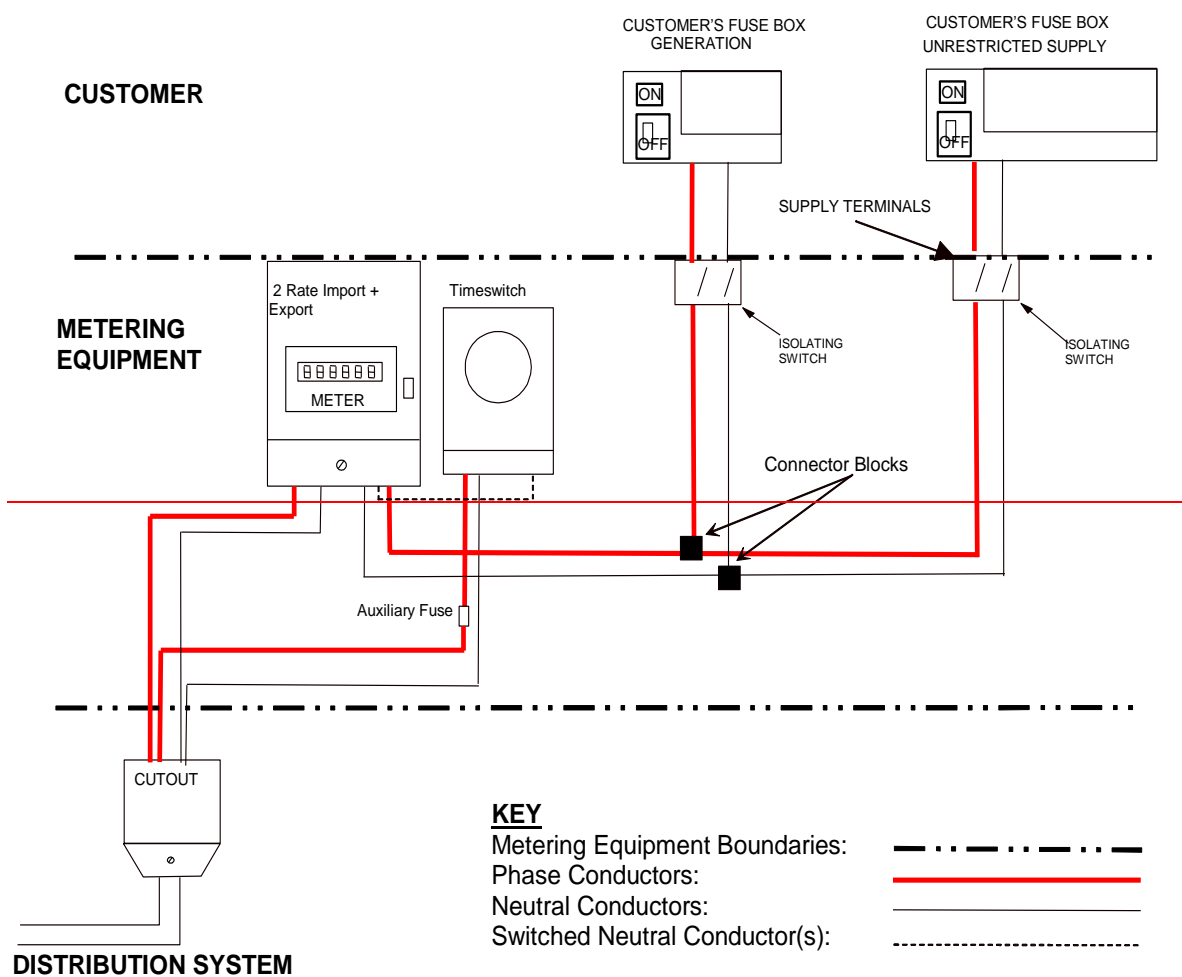 CUSTOMER'S FUSE BOX
GENERATION
CUSTOMER'S FUSE BOX
UNRESTRICTED SUPPLY
CUSTOMER
ON
OFF
ON
OFF
SUPPLY TERMINALS
METERING
EQUIPMENT
2 Rate Import +
Export
METER
Timeswitch
ISOLATING
SWITCH
ISOLATING
SWITCH
Connector Blocks
Auxiliary Fuse
CUTOUT
DISTRIBUTION SYSTEM
KEY
Metering Equipment Boundaries:
Phase Conductors:
Neutral Conductors:
Switched Neutral Conductor(s):